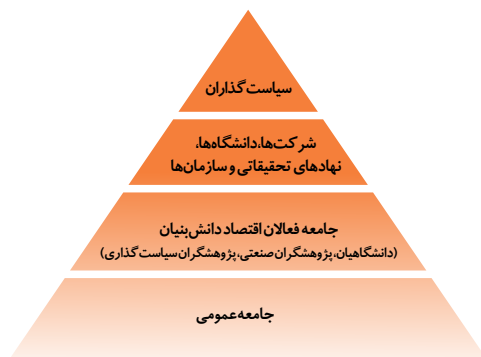 سیاست‌گذاران
شرکت‌ها،دانشگاه‌ها،
نهادهای تحقیقاتی و سازمان‌ها
جامعه فعالان اقتصاد دانش‌بنیان
(دانشگاهیان، پژوهشگران صنعتی، پژوهشگران سیاست گذاری)
جامعه عمومی